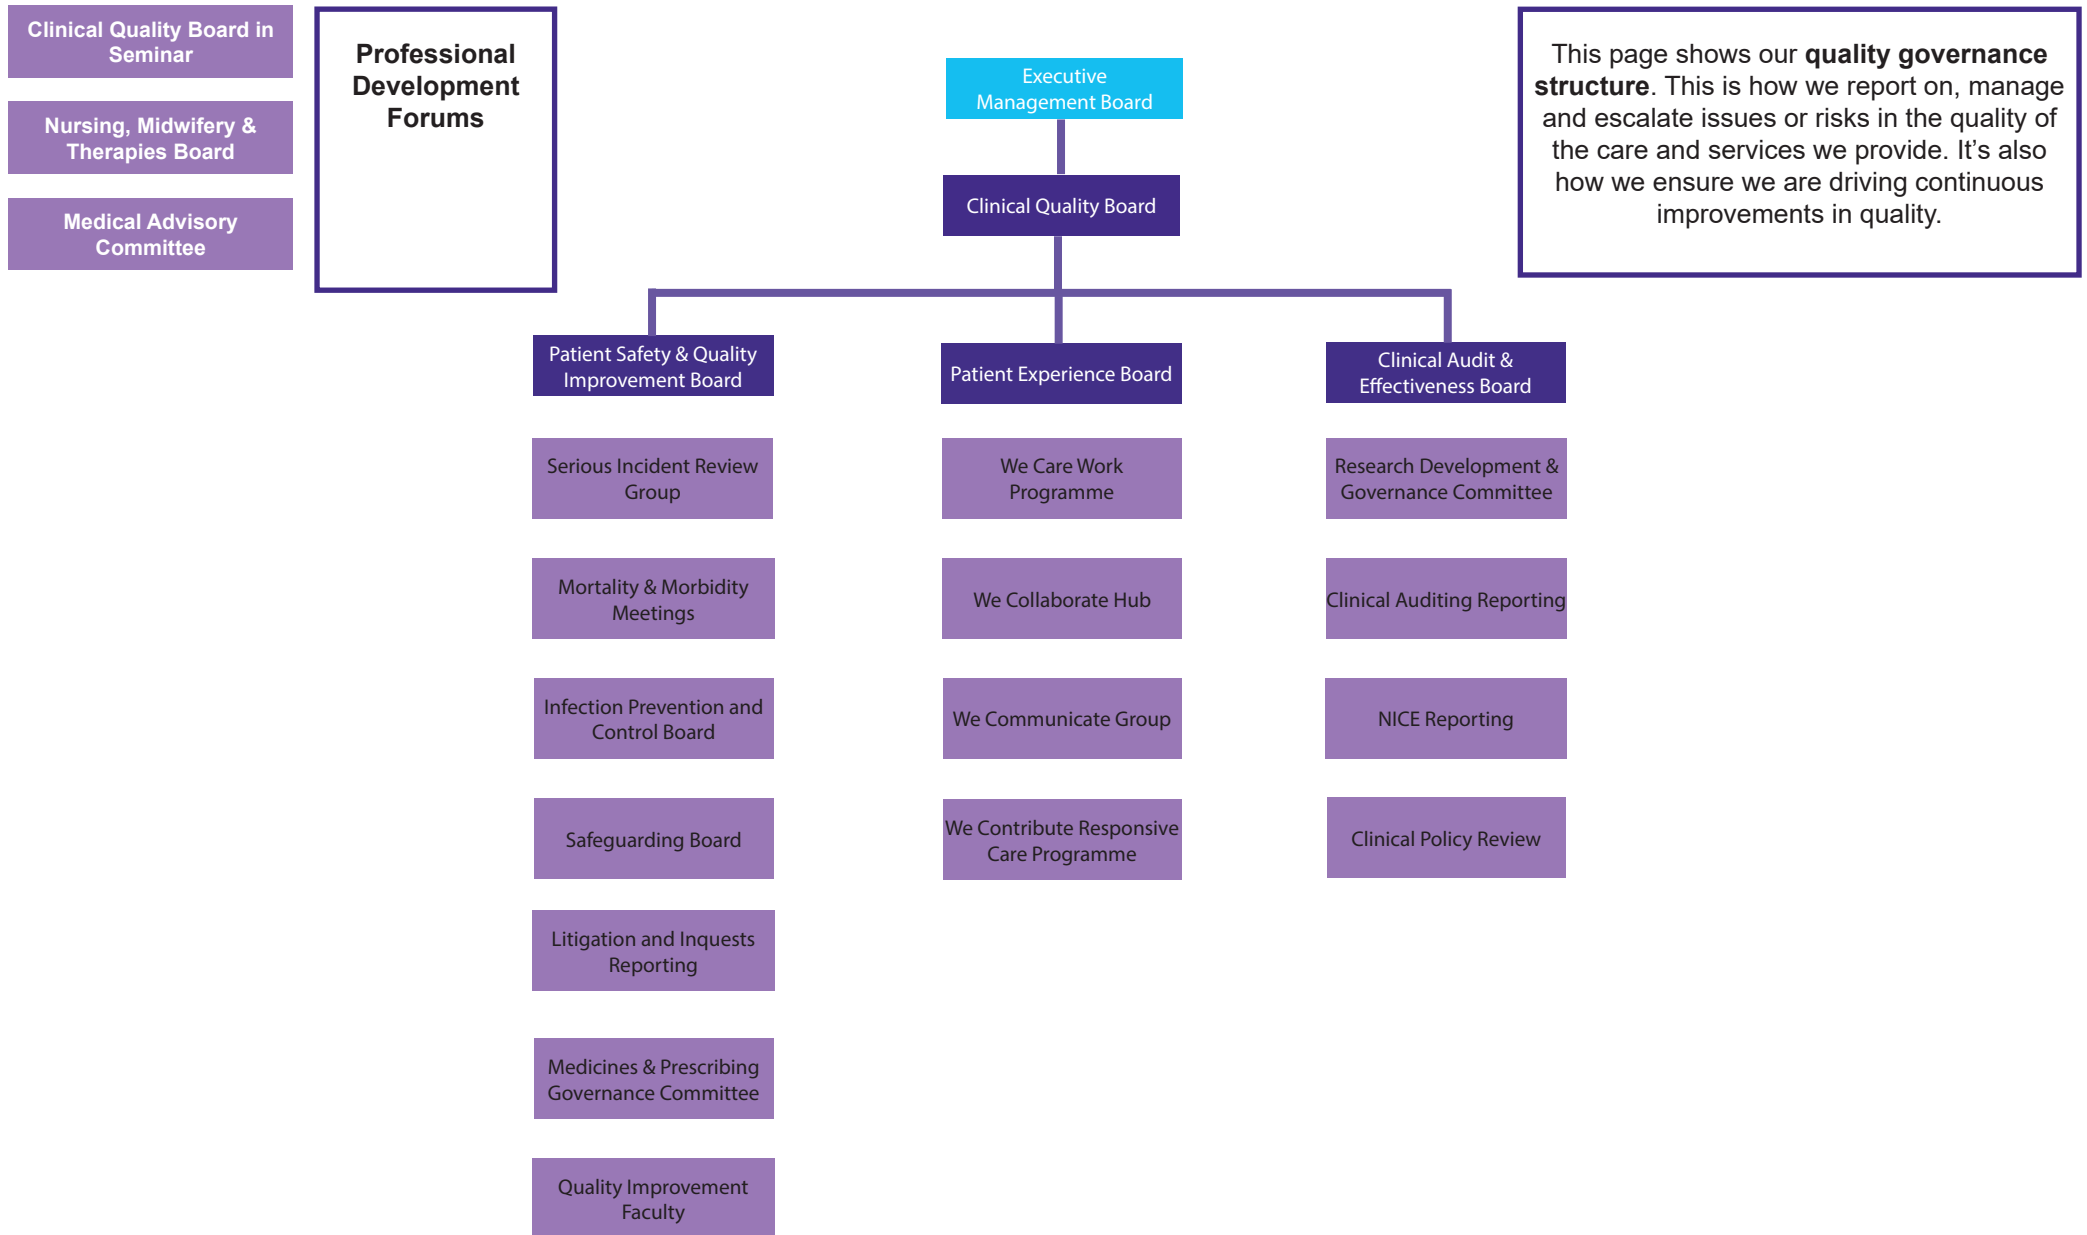 Clinical Quality Board in
Seminar
Nursing, Midwifery &
Therapies Board
Medical Advisory
Committee
Professional
Development
Forums
Executive
Management Board
Clinical Quality Board
This page shows our quality governance
structure. This is how we report on, manage
and escalate issues or risks in the quality of
the care and services we provide. It’s also
how we ensure we are driving continuous
improvements in quality.
Patient Safety & Quality
Improvement Board
Serious Incident Review
Group
Mortality & Morbidity
Meetings
Infection Prevention and
Control Board
Safeguarding Board
Litigation and Inquests
Reporting
Medicines & Prescribing
Governance Committee
Quality Improvement
Faculty
Patient Experience Board
We Care Work
Programme
We Collaborate Hub
We Communicate Group
We Contribute Responsive
Care Programme
Clinical Audit &
Effectiveness Board
Research Development &
Governance Committee
Clinical Auditing Reporting
NICE Reporting
Clinical Policy Review